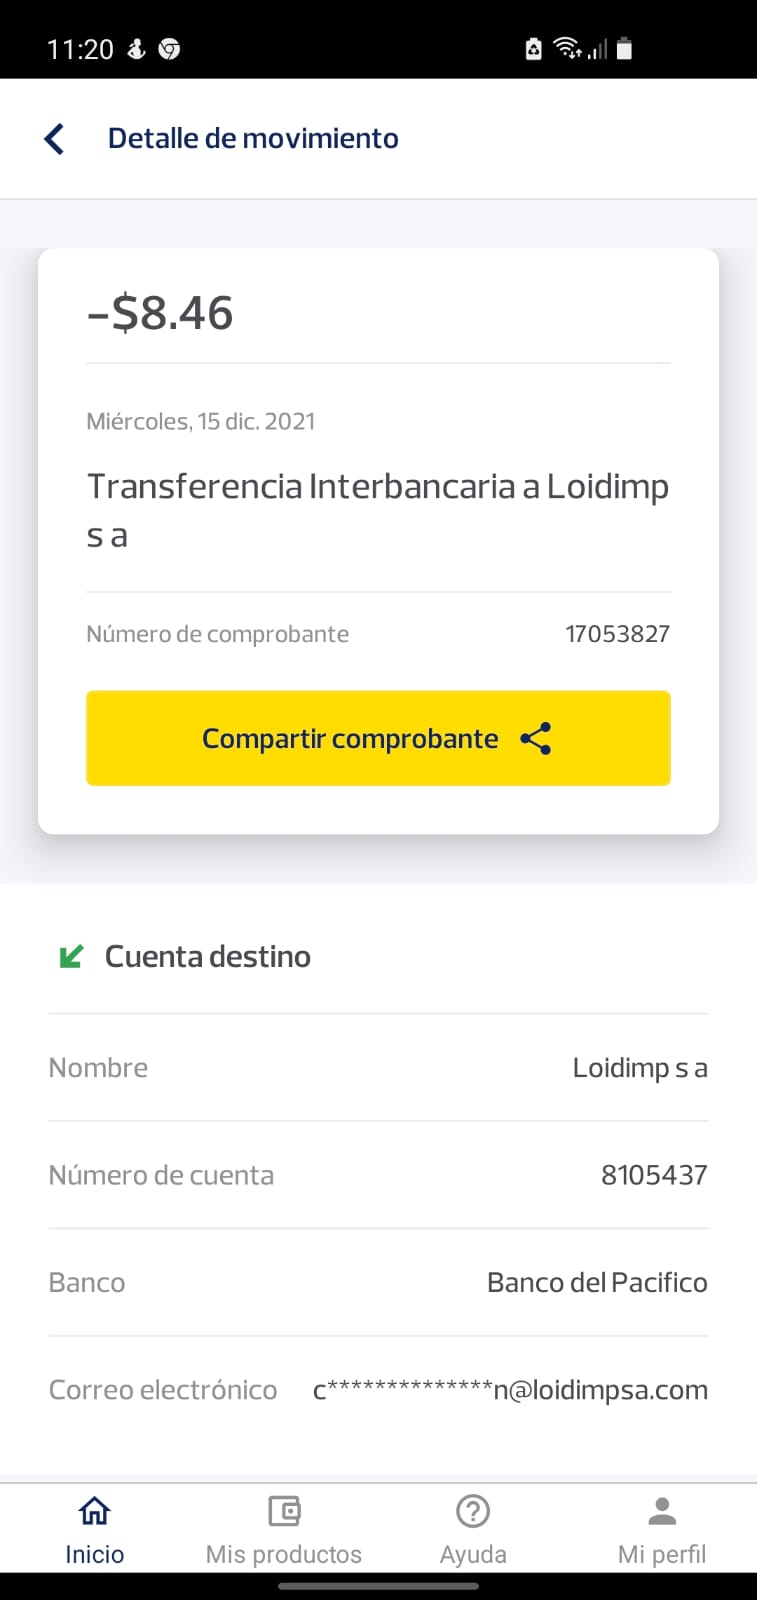 11:20
Detalle de movimiento
-$8.46
Miércoles, 15 dic. 2021
Transferencia Interbancaria a Loidimp
s a
Número de comprobante 17053827
Compartir comprobante
Cuenta destino
Nombre Loidimp s a
Número de cuenta 8105437
Banco Banco del Pacifico
Correo electrónico c**************n@loidimpsa.com
Inicio Mis productos Ayuda Mi perfil